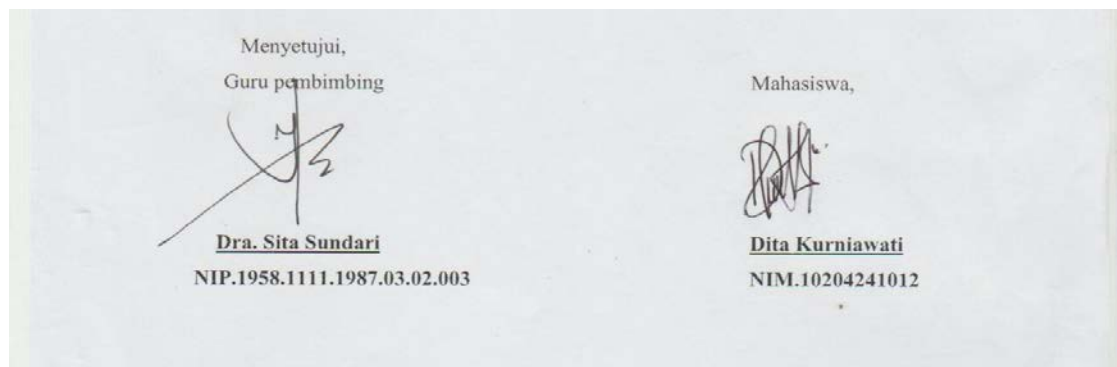 Menyetujui,
Guru pembimbing
Dra. Sita Sundari
NIP.1958.1111.1987.03.02.003
Mahasiswa,
Dita Kurniawati
NIM.10204241012